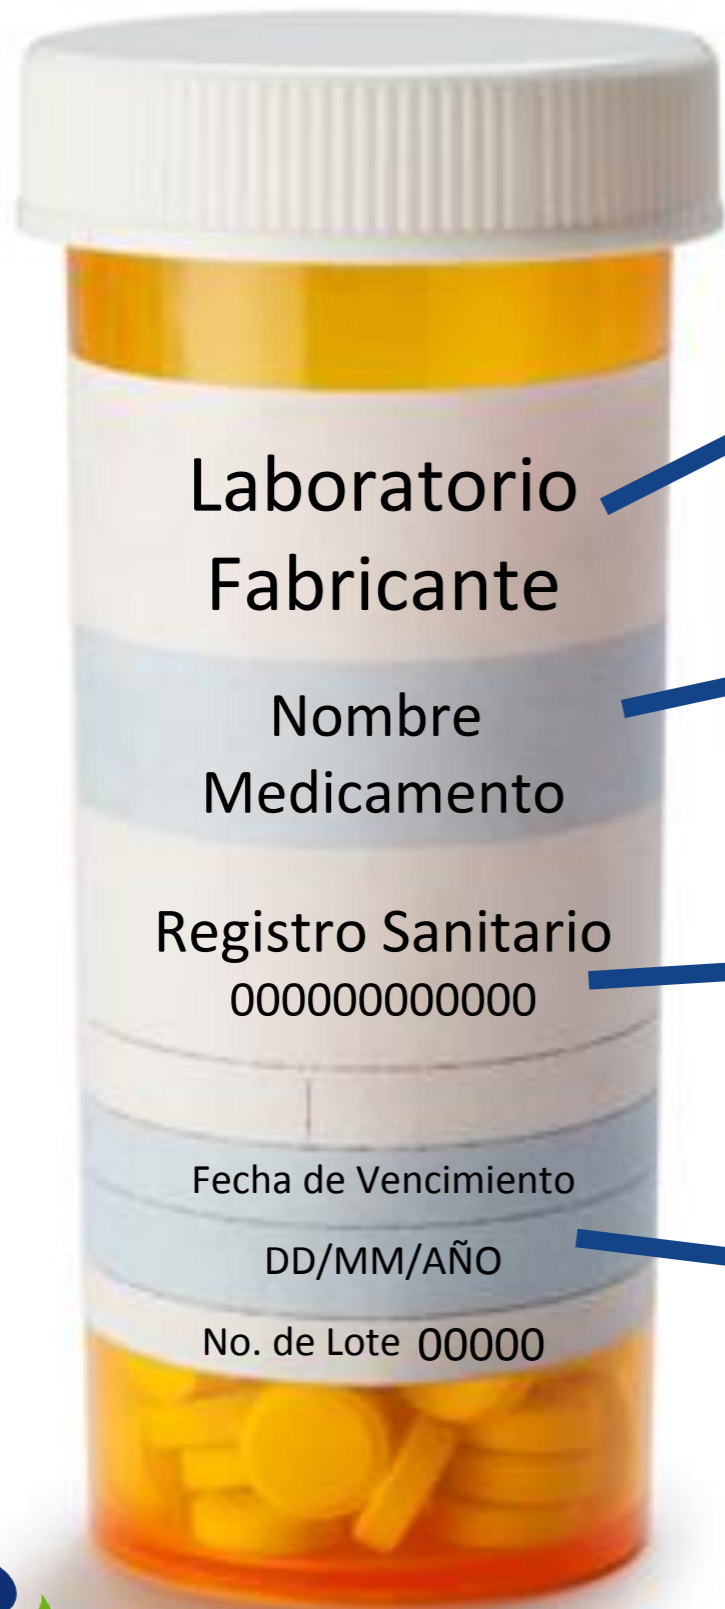 Laboratorio
Fabricante
Nombre
Medicamento
Registro Sanitario
000000000000
Fecha de Vencimiento
DD/MM/AÑO
No. de Lote 00000